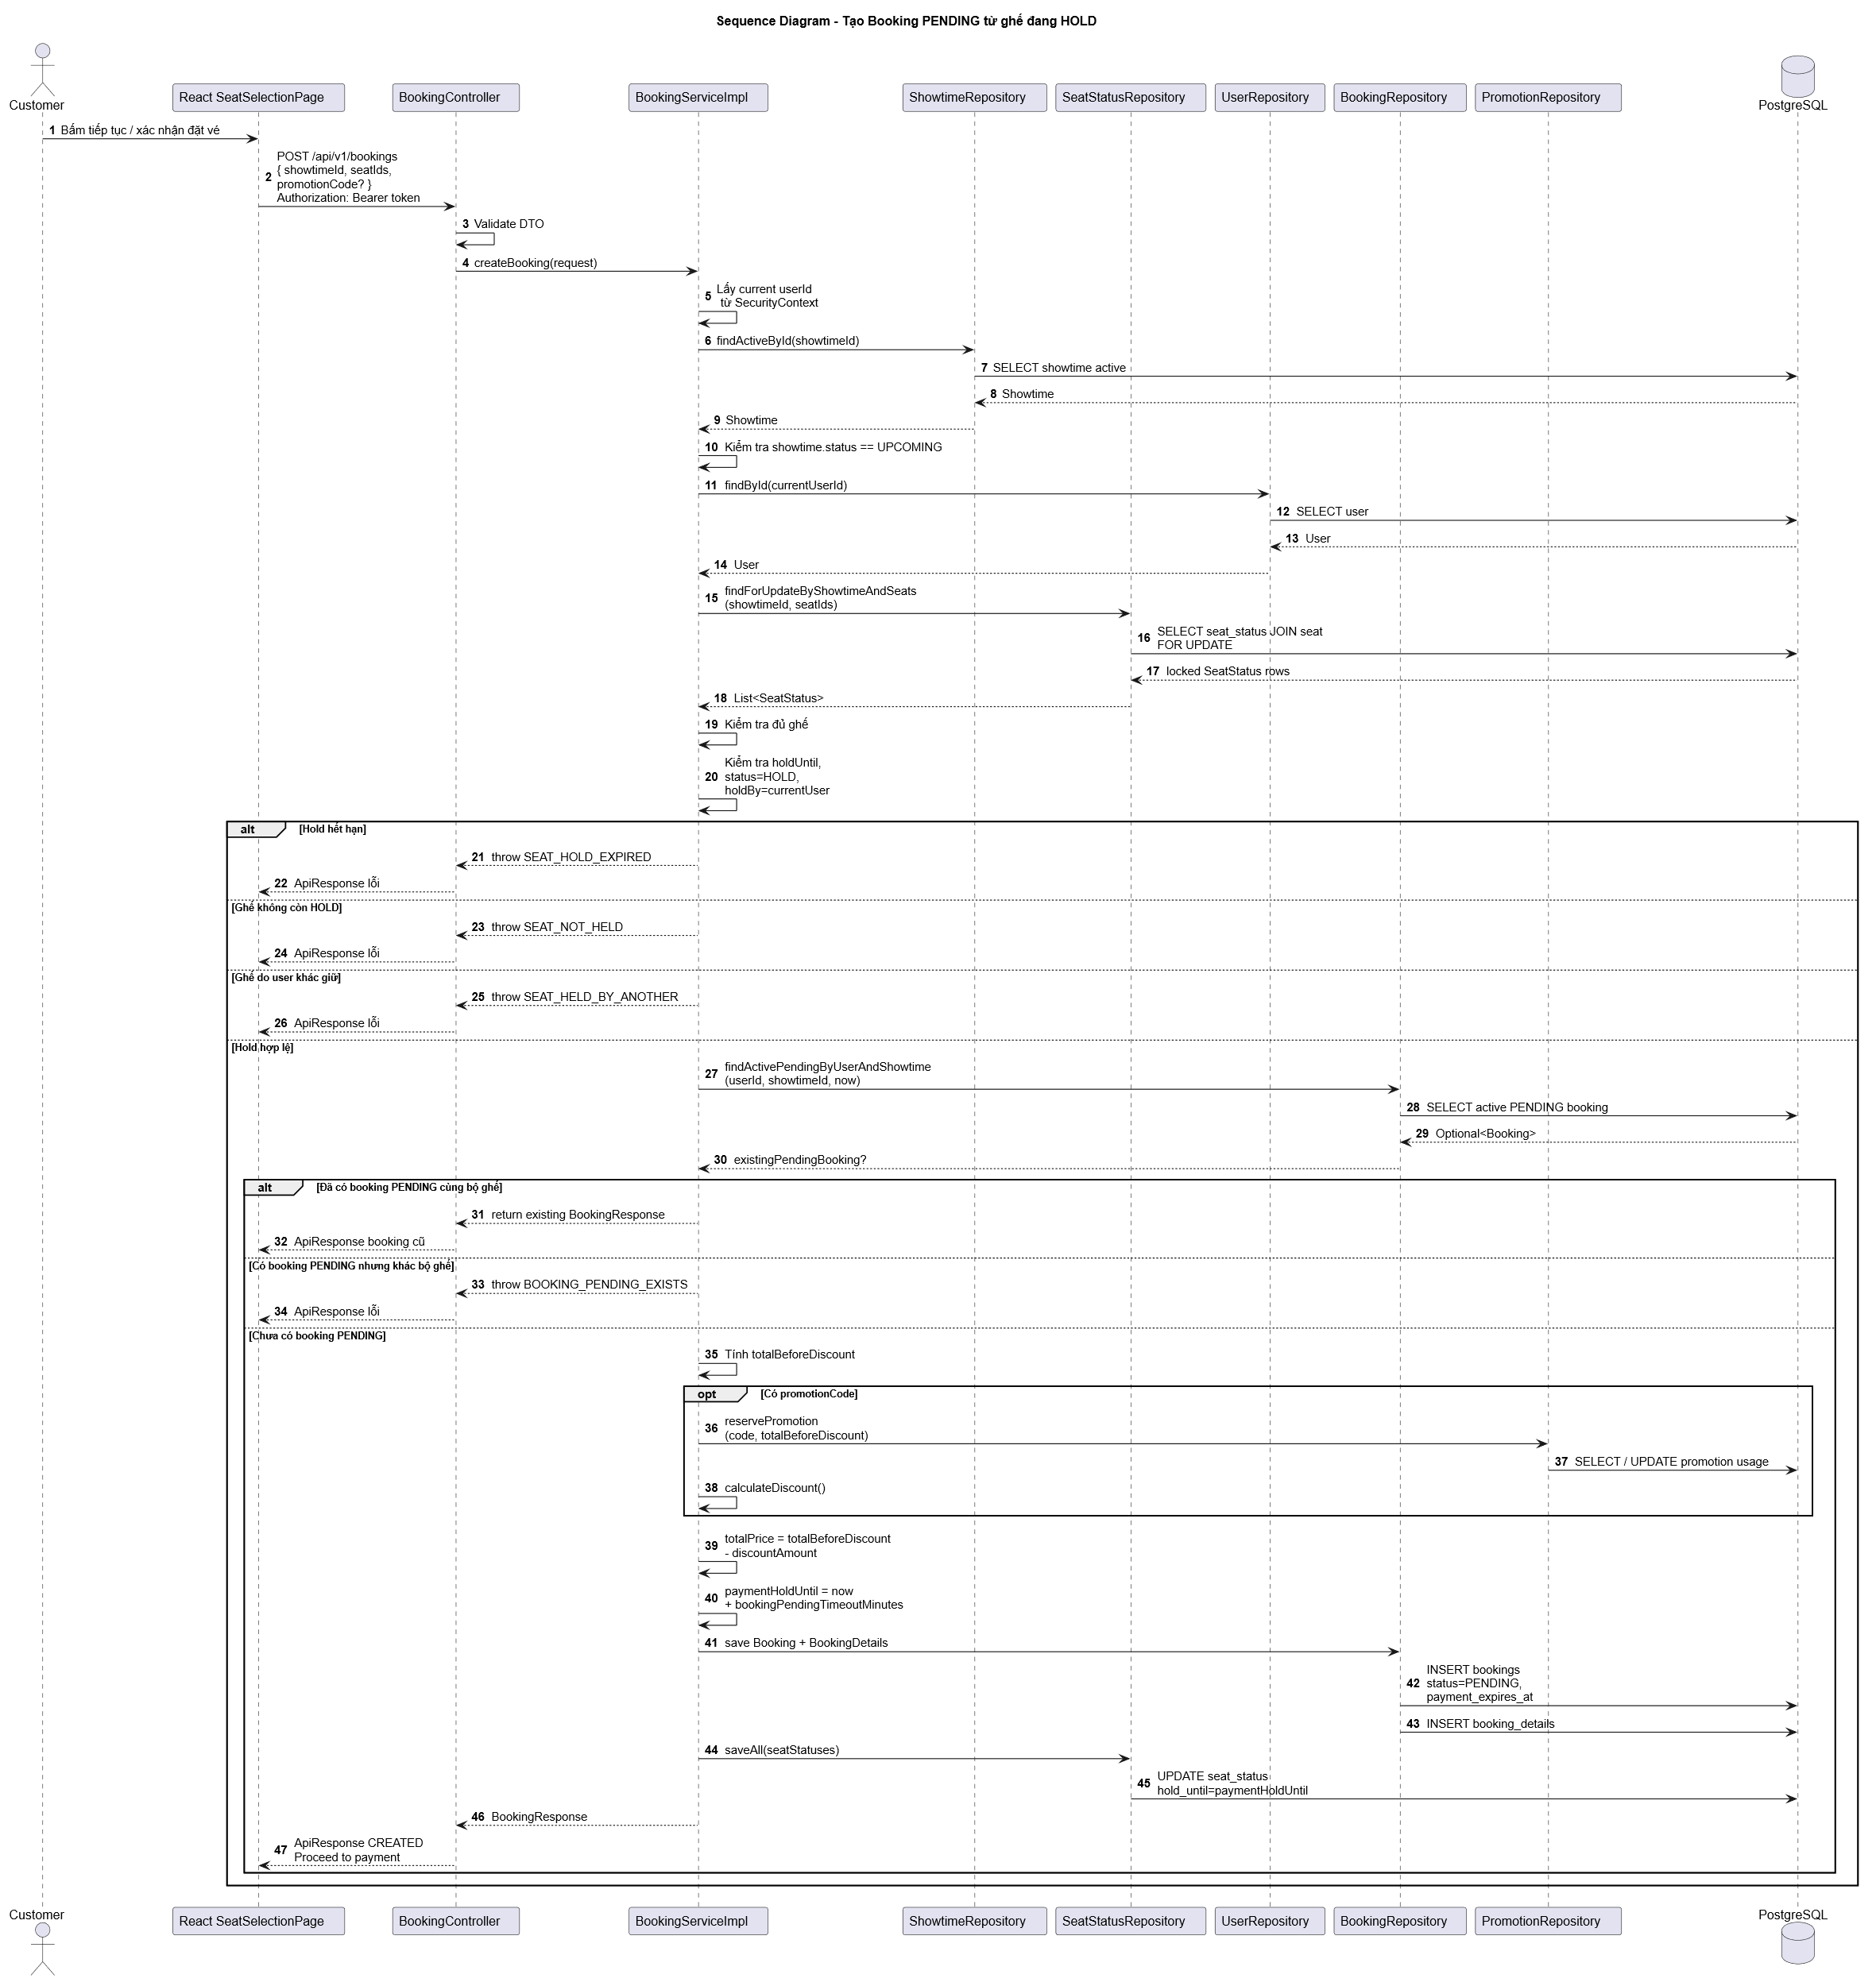 Sequence Diagram - Tạo Booking PENDING từ ghế đang HOLD
Customer
React SeatSelectionPage
BookingController
BookingServiceImpl
ShowtimeRepository
SeatStatusRepository
UserRepository
BookingRepository
PromotionRepository
PostgreSQL
1 Bấm tiếp tục / xác nhận đặt vé
2 POST /api/v1/bookings
{ showtimeId, seatIds,
promotionCode? }
Authorization: Bearer token
3 Validate DTO
4 createBooking(request)
5 Lấy current userId
từ SecurityContext
6 findActiveById(showtimeId)
7 SELECT showtime active
8 Showtime
9 Showtime
10 Kiểm tra showtime.status == UPCOMING
11 findById(currentUserId)
12 SELECT user
13 User
14 User
15 findForUpdateByShowtimeAndSeats
(showtimeId, seatIds)
16 SELECT seat_status JOIN seat
FOR UPDATE
17 locked SeatStatus rows
18 List<SeatStatus>
19 Kiểm tra đủ ghế
20 Kiểm tra holdUntil,
status=HOLD,
holdBy=currentUser
alt [Hold hết hạn]
21 throw SEAT_HOLD_EXPIRED
22 ApiResponse lỗi
[Ghế không còn HOLD]
23 throw SEAT_NOT_HELD
24 ApiResponse lỗi
[Ghế do user khác giữ]
25 throw SEAT_HELD_BY_ANOTHER
26 ApiResponse lỗi
[Hold hợp lệ]
27 findActivePendingByUserAndShowtime
(userId, showtimeId, now)
28 SELECT active PENDING booking
29 Optional<Booking>
30 existingPendingBooking?
alt [Đã có booking PENDING cùng bộ ghế]
31 return existing BookingResponse
32 ApiResponse booking cũ
[Có booking PENDING nhưng khác bộ ghế]
33 throw BOOKING_PENDING_EXISTS
34 ApiResponse lỗi
[Chưa có booking PENDING]
35 Tính totalBeforeDiscount
opt [Có promotionCode]
36 reservePromotion
(code, totalBeforeDiscount)
37 SELECT / UPDATE promotion usage
38 calculateDiscount()
39 totalPrice = totalBeforeDiscount
- discountAmount
40 paymentHoldUntil = now
+ bookingPendingTimeoutMinutes
41 save Booking + BookingDetails
42 INSERT bookings
status=PENDING,
payment_expires_at
43 INSERT booking_details
44 saveAll(seatStatuses)
45 UPDATE seat_status
hold_until=paymentHoldUntil
46 BookingResponse
47 ApiResponse CREATED
Proceed to payment
Customer
React SeatSelectionPage
BookingController
BookingServiceImpl
ShowtimeRepository
SeatStatusRepository
UserRepository
BookingRepository
PromotionRepository
PostgreSQL